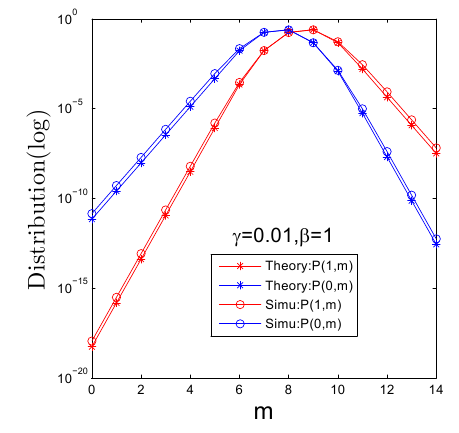 10^0
10^-5
10^-10
10^-15
10^-20
Distribution(log)
γ=0.01,β=1
Theory:P(1,m)
Theory:P(0,m)
Simu:P(1,m)
Simu:P(0,m)
0 2 4 6 8 10 12 14
m